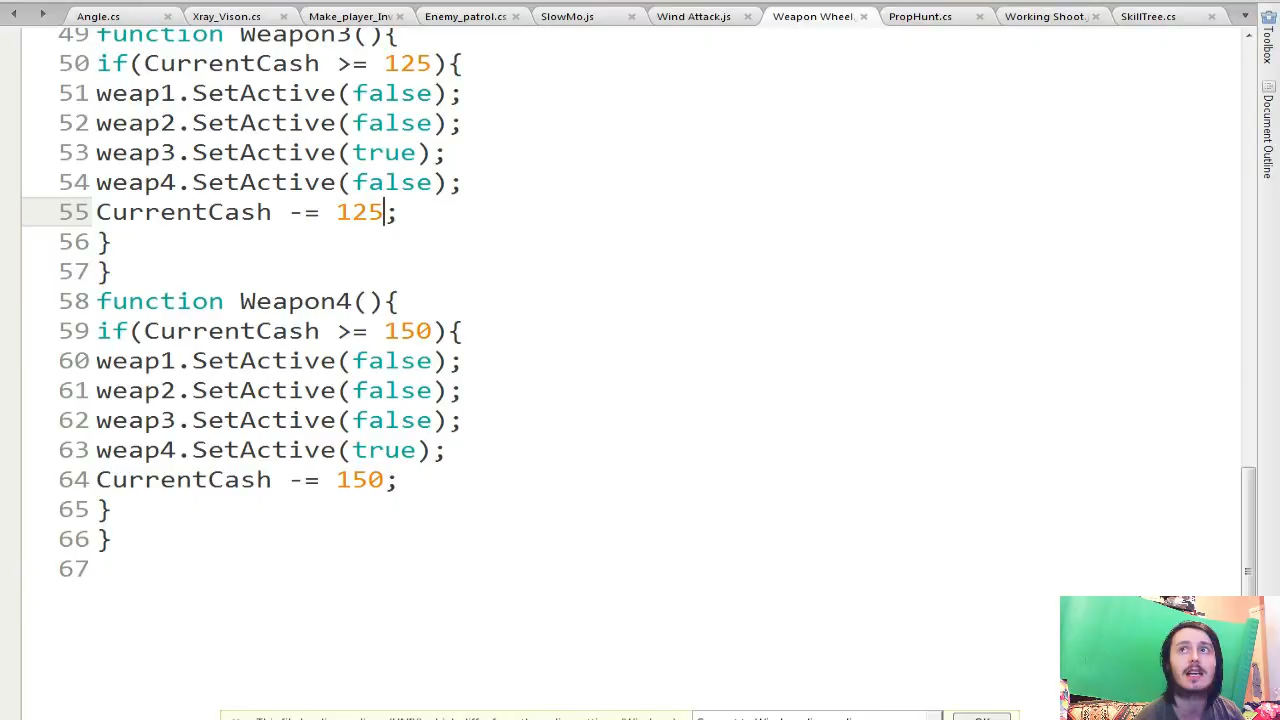 Angle.cs
Xray_Vison.cs
Make_player_Inv
Enemy_patrol.cs
SlowMo.js
Wind Attack.js
Weapon Wheel.
PropHunt.cs
Working Shoot.
SkillTree.cs
Toolbox
Document Outline
49 function Weapon3(){
50 if(CurrentCash >= 125){
51 weap1.SetActive(false);
52 weap2.SetActive(false);
53 weap3.SetActive(true);
54 weap4.SetActive(false);
55 CurrentCash -= 125;
56 }
57 }
58 function Weapon4(){
59 if(CurrentCash >= 150){
60 weap1.SetActive(false);
61 weap2.SetActive(false);
62 weap3.SetActive(false);
63 weap4.SetActive(true);
64 CurrentCash -= 150;
65 }
66 }
67